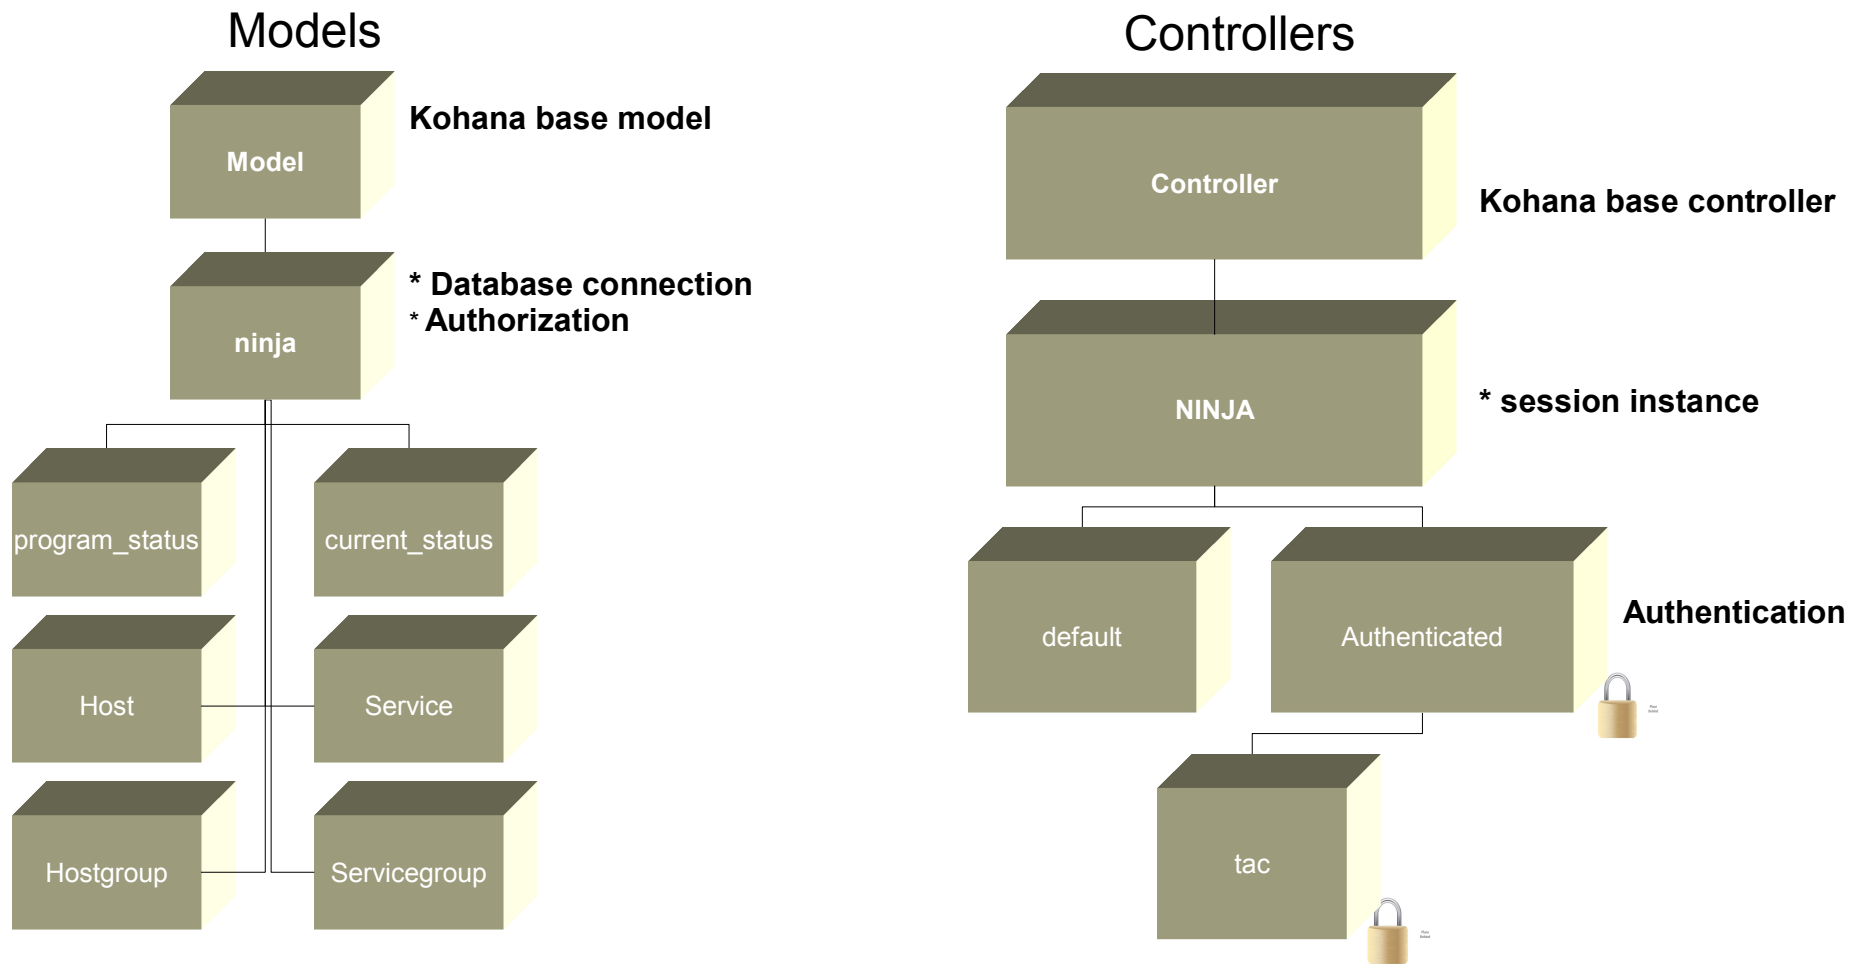 Models
Model
Kohana base model
ninja
* Database connection
* Authorization
program_status
current_status
Host
Service
Hostgroup
Servicegroup
Controllers
Controller
Kohana base controller
NINJA
* session instance
default
Authenticated
Authentication
tac